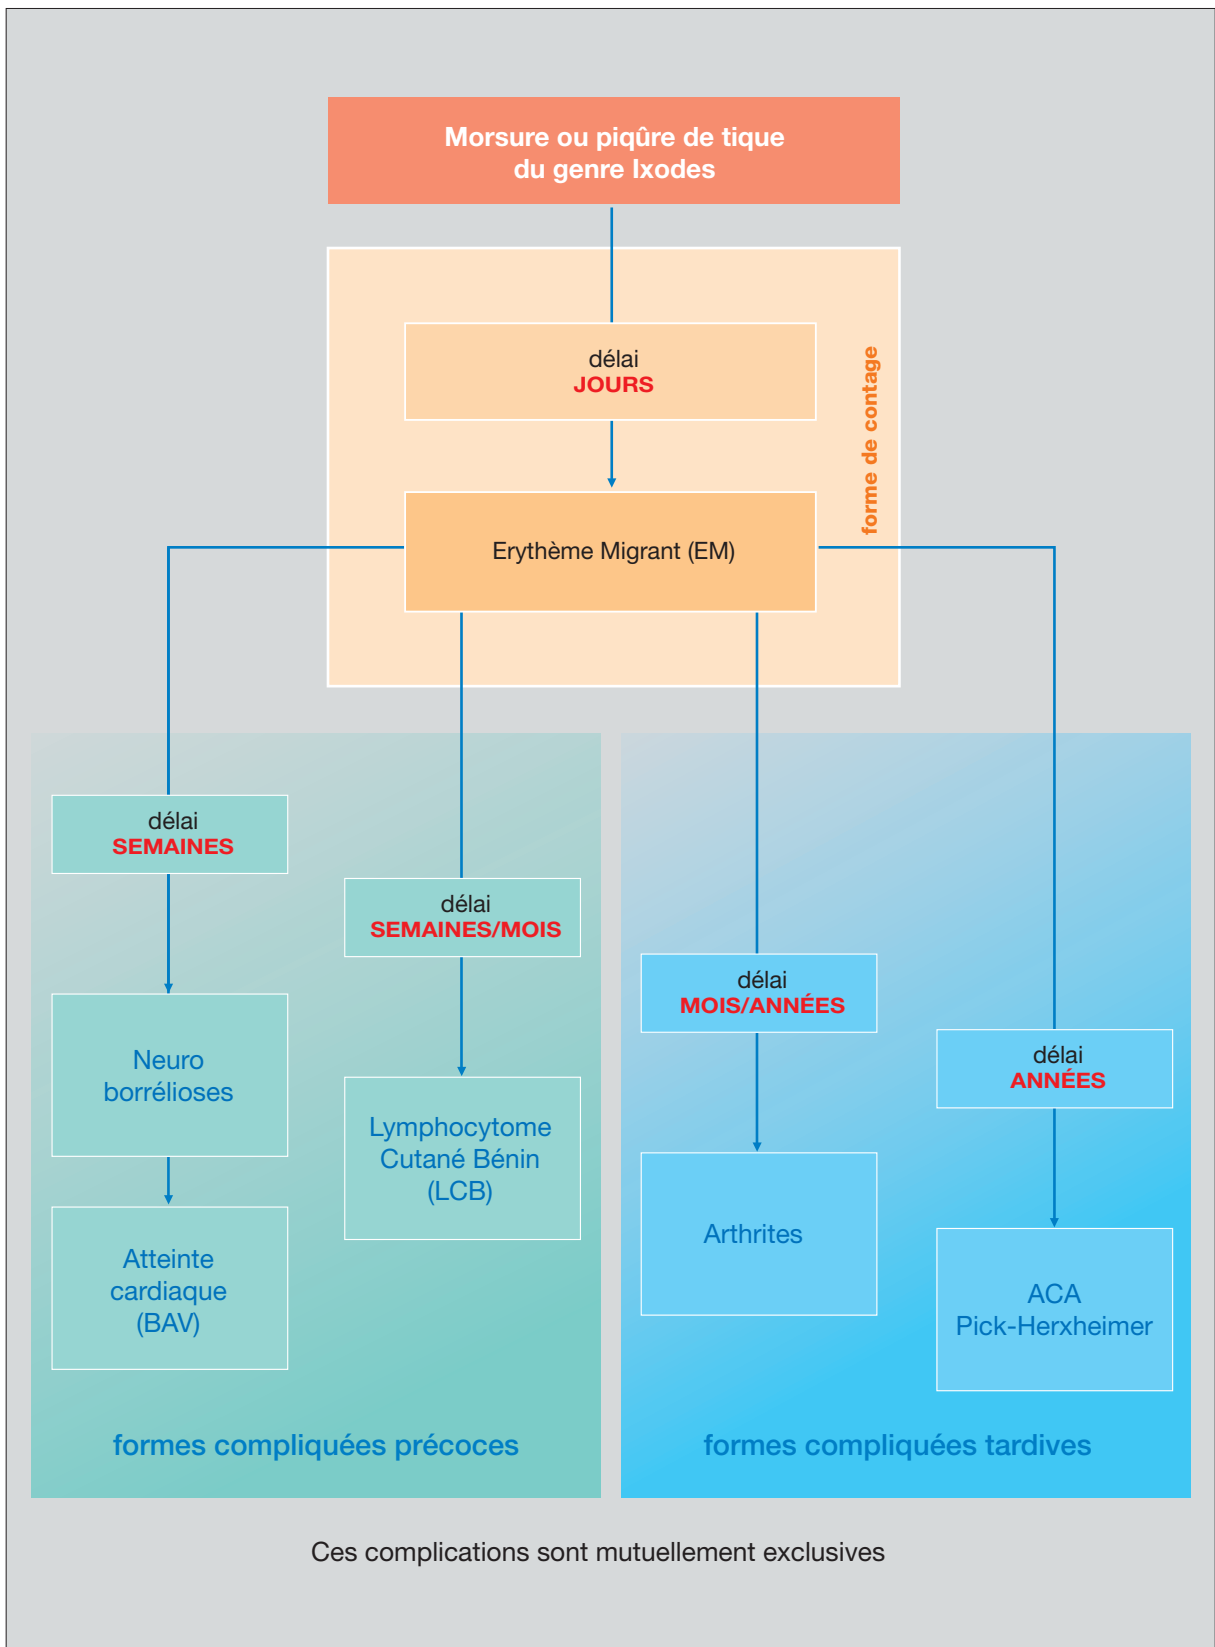 Morsure ou piqûre de tique
du genre Ixodes
délai
JOURS
forme de contage
Erythème Migrant (EM)
délai
SEMAINES
Neuro
borrélioses
Atteinte
cardiaque
(BAV)
délai
SEMAINES/MOIS
Lymphocytome
Cutané Bénin
(LCB)
formes compliquées précoces
délai
MOIS/ANNÉES
Arthrites
délai
ANNÉES
ACA
Pick-Herxheimer
formes compliquées tardives
Ces complications sont mutuellement exclusives